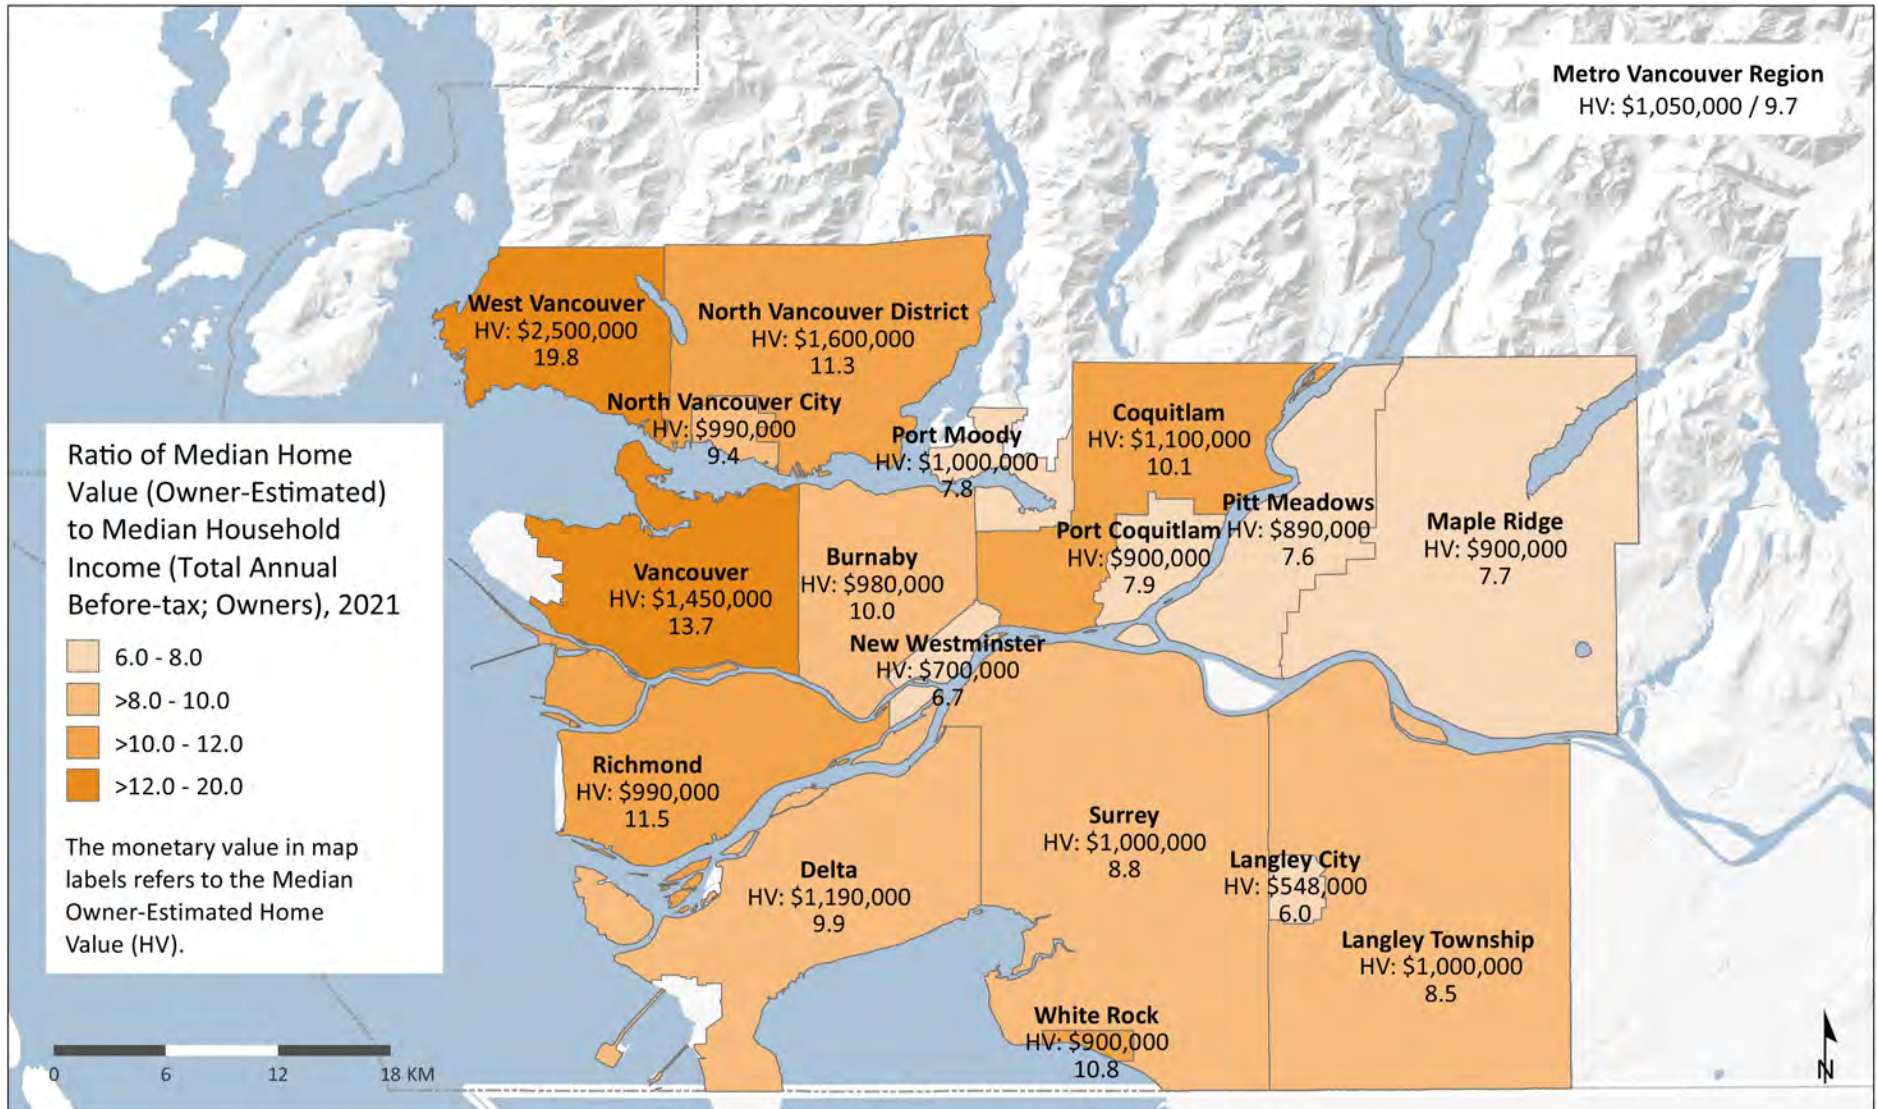 Metro Vancouver Region
HV: $1,050,000 / 9.7
West Vancouver
HV: $2,500,000
19.8
North Vancouver District
HV: $1,600,000
11.3
North Vancouver City
HV: $990,000
9.4
Port Moody
HV: $1,000,000
7.8
Coquitlam
HV: $1,100,000
10.1
Pitt Meadows
HV: $890,000
7.6
Maple Ridge
HV: $900,000
7.7
Port Coquitlam
HV: $900,000
7.9
Burnaby
HV: $980,000
10.0
Vancouver
HV: $1,450,000
13.7
New Westminster
HV: $700,000
6.7
Richmond
HV: $990,000
11.5
Delta
HV: $1,190,000
9.9
Surrey
HV: $1,000,000
8.8
Langley City
HV: $548,000
6.0
Langley Township
HV: $1,000,000
8.5
White Rock
HV: $900,000
10.8
Ratio of Median Home
Value (Owner-Estimated)
to Median Household
Income (Total Annual
Before-tax; Owners), 2021
6.0 - 8.0
>8.0 - 10.0
>10.0 - 12.0
>12.0 - 20.0
The monetary value in map
labels refers to the Median
Owner-Estimated Home
Value (HV).
0 6 12 18 KM
N